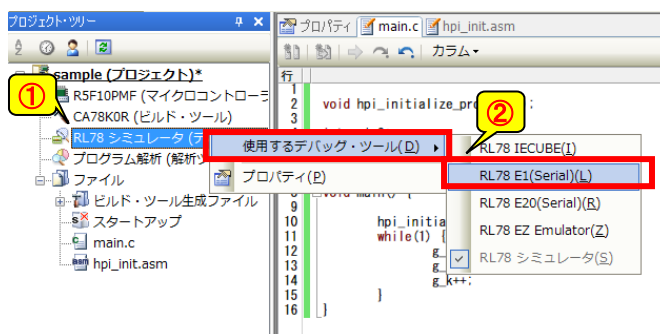 プロジェクト・ツリー
sample (プロジェクト)*
R5F10PMF (マイクロコントロー
CA78K0R (ビルド・ツール)
RL78 シミュレータ (デ
プログラム解析 (解析ツ
ファイル
ビルド・ツール生成ファイル
スタートアップ
main.c
hpi_init.asm
①
プロパティ
main.c
hpi_init.asm
カラム
行
1
2 void hpi_initialize_pro ;
3
②
使用するデバッグ・ツール(D)
プロパティ(P)
RL78 IECUBE(I)
RL78 E1(Serial)(L)
RL78 E20(Serial)(R)
RL78 EZ Emulator(Z)
RL78 シミュレータ(S)
void main() {
9
10 hpi_initia
11 while(1) {
12 g_
13 g_
14 g_k++;
15 }
16 }